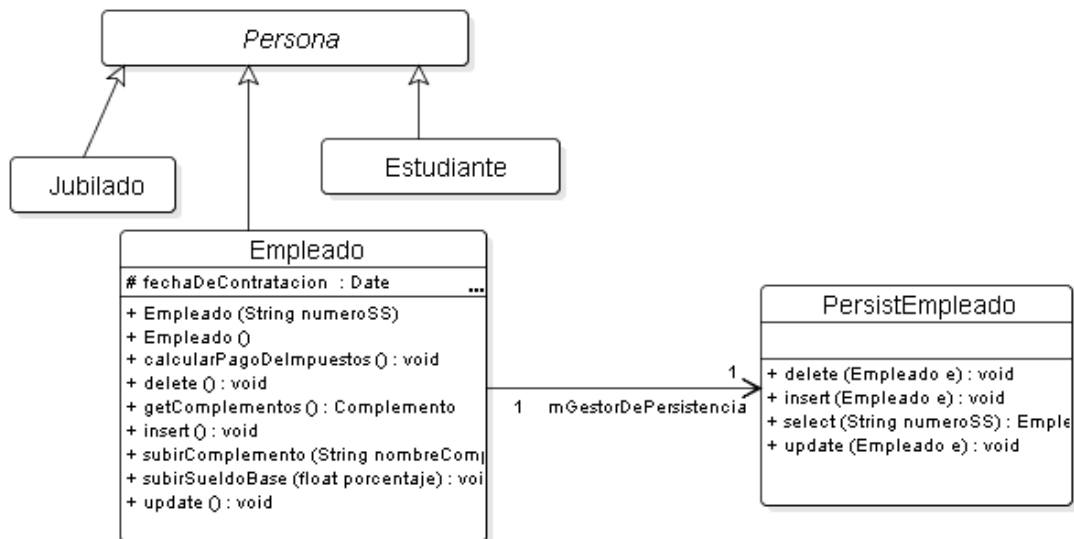 Persona
Jubilado
Estudiante
Empleado
# fechaDeContratacion : Date ...
+ Empleado (String numeroSS)
+ Empleado ()
+ calcularPagoDeImpuestos () : void
+ delete () : void
+ getComplementos () : Complemento
+ insert () : void
+ subirComplemento (String nombreComp
+ subirSueldoBase (float porcentaje) : voi
+ update () : void
1 mGestorDePersistencia
1
PersistEmpleado
+ delete (Empleado e) : void
+ insert (Empleado e) : void
+ select (String numeroSS) : Emple
+ update (Empleado e) : void